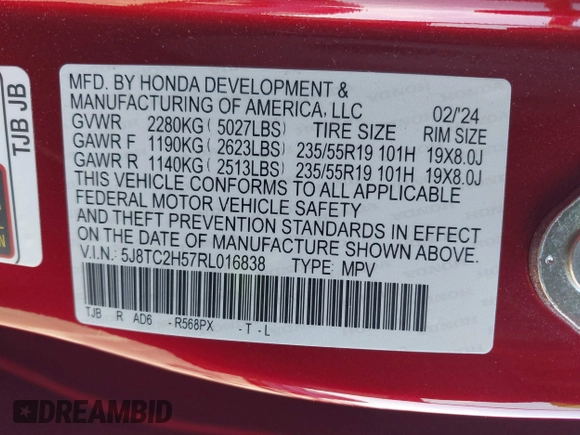 MFD. BY HONDA DEVELOPMENT &
MANUFACTURING OF AMERICA, LLC 02/'24
GVWR 2280KG ( 5027LBS) TIRE SIZE RIM SIZE
GAWR F 1190KG ( 2623LBS) 235/55R19 101H 19X8.0J
GAWR R 1140KG ( 2513LBS) 235/55R19 101H 19X8.0J
THIS VEHICLE CONFORMS TO ALL APPLICABLE
FEDERAL MOTOR VEHICLE SAFETY
AND THEFT PREVENTION STANDARDS IN EFFECT
ON THE DATE OF MANUFACTURE SHOWN ABOVE.
V.I.N.: 5J8TC2H57RL016838 TYPE: MPV
TJB R AD6 - R568PX - T - L
TJB JB
DREAMBID